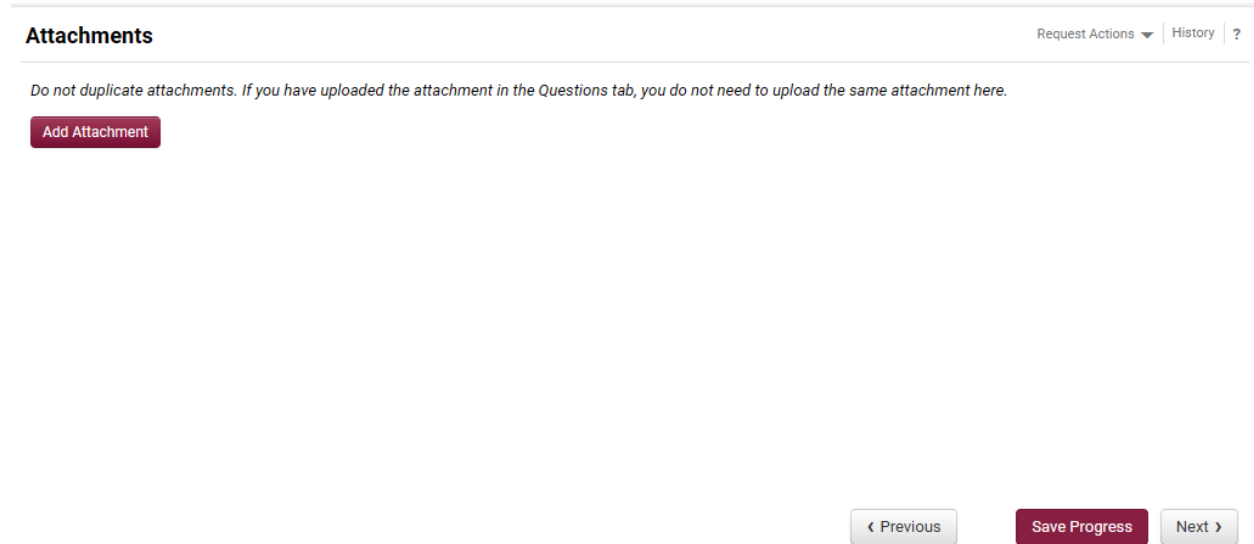 Attachments
Request Actions
History
?
Do not duplicate attachments. If you have uploaded the attachment in the Questions tab, you do not need to upload the same attachment here.
Add Attachment
Previous
Save Progress
Next